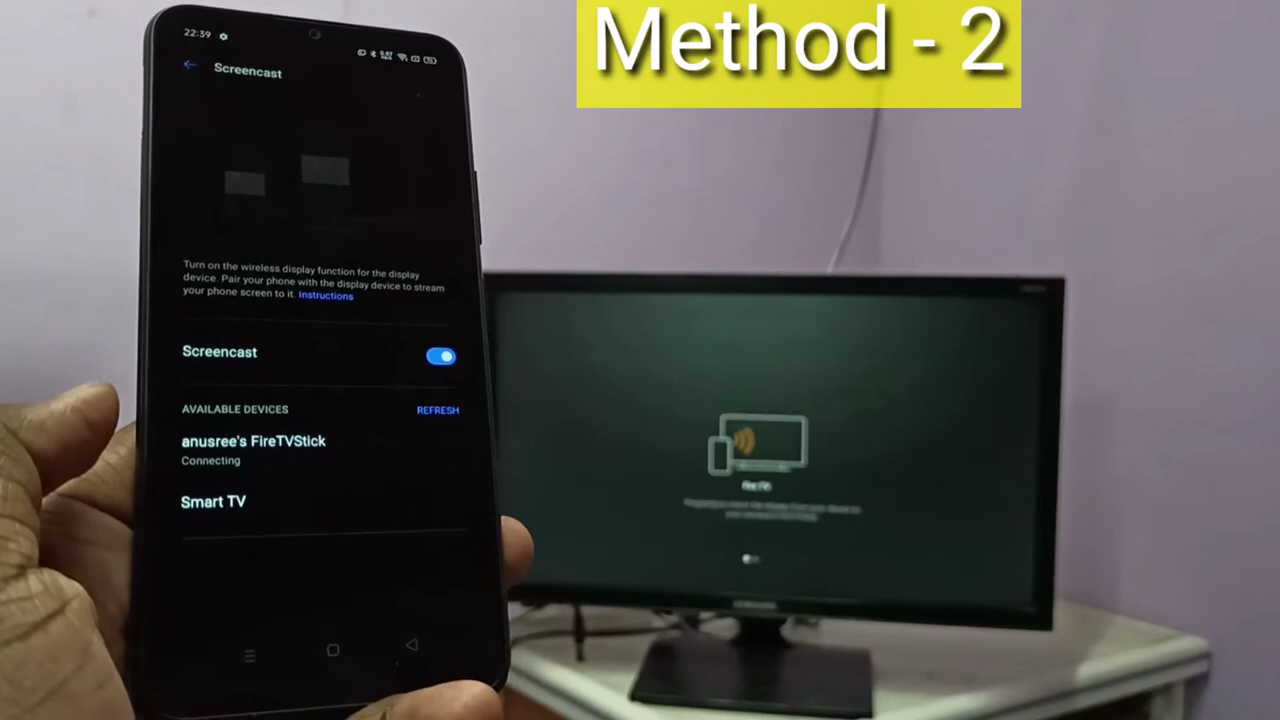 Method - 2
22:39
Screencast
Turn on the wireless display function for the display
device. Pair your phone with the display device to stream
your phone screen to it. Instructions
Screencast
AVAILABLE DEVICES REFRESH
anusree's FireTVStick
Connecting
Smart TV